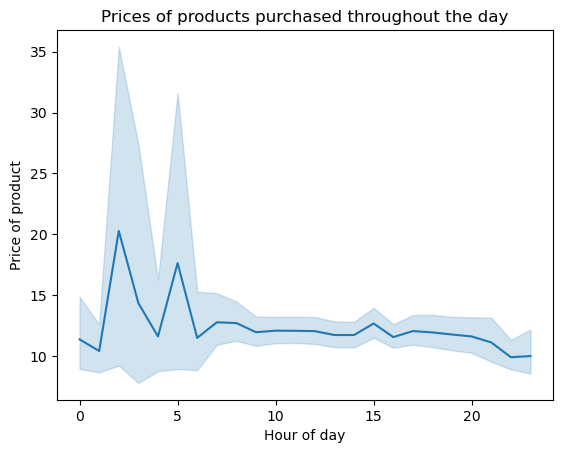 Prices of products purchased throughout the day
Price of product
35
30
25
20
15
10
0 5 10 15 20
Hour of day